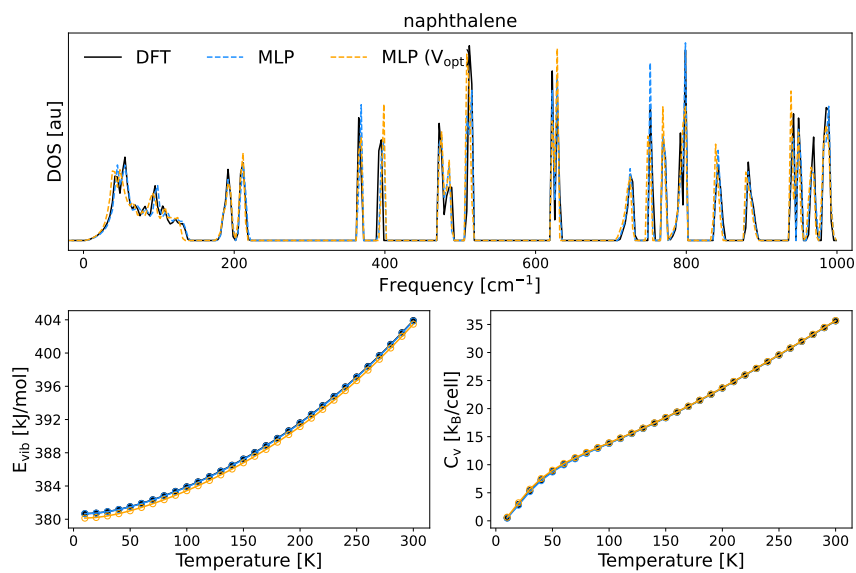 naphthalene
DFT
MLP
MLP (V_opt
DOS [au]
0 200 400 600 800 1000
Frequency [cm⁻¹]
404
400
396
392
388
384
380
E_vib [kJ/mol]
0 50 100 150 200 250 300
Temperature [K]
35
30
25
20
15
10
5
0
C_v [k_B/cell]
0 50 100 150 200 250 300
Temperature [K]